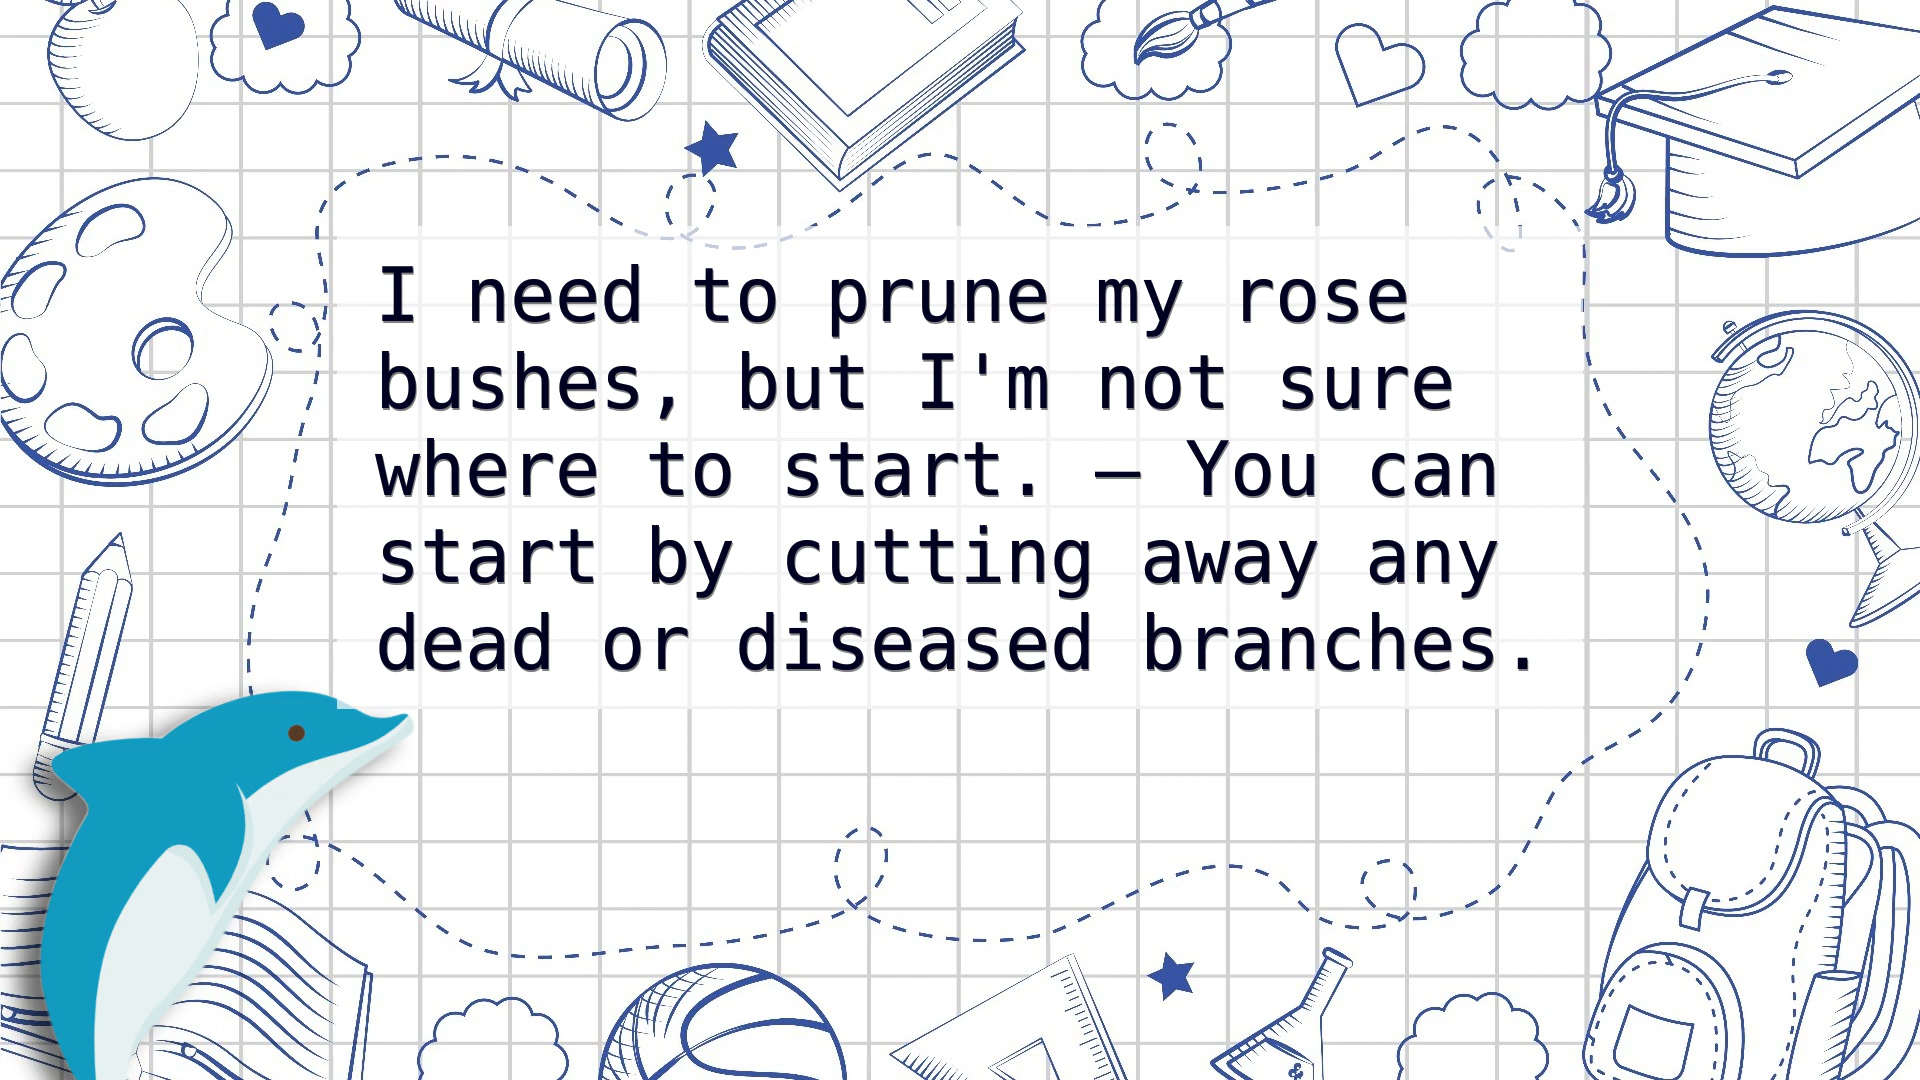 I need to prune my rose
bushes, but I'm not sure
where to start. – You can
start by cutting away any
dead or diseased branches.